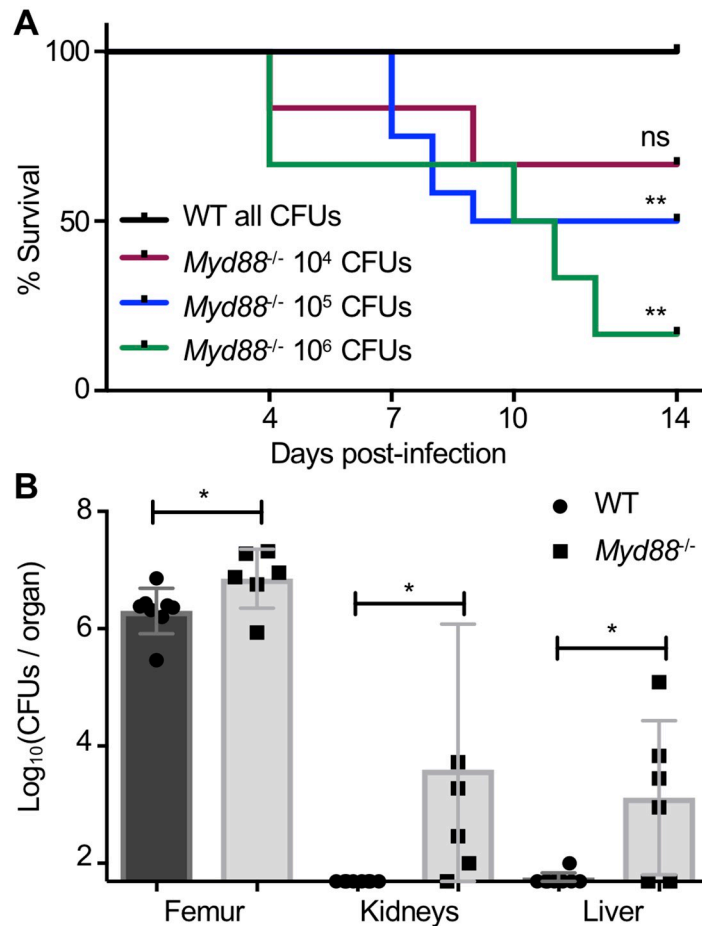 A
100
50
0
% Survival
ns
**
**
WT all CFUs
Myd88-/- 10⁴ CFUs
Myd88-/- 10⁵ CFUs
Myd88-/- 10⁶ CFUs
4 7 10 14
Days post-infection
B
8
6
4
2
Log₁₀(CFUs / organ)
WT
Myd88-/-
*
*
*
Femur Kidneys Liver